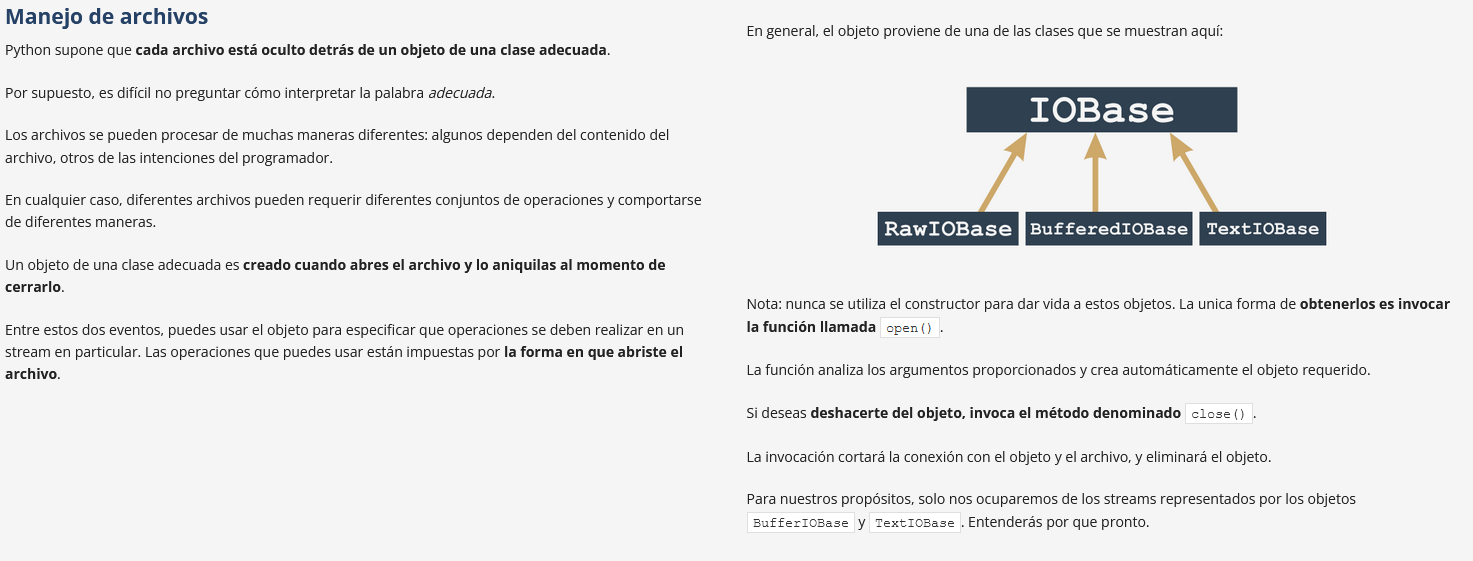 Manejo de archivos
Python supone que cada archivo está oculto detrás de un objeto de una clase adecuada.
Por supuesto, es difícil no preguntar cómo interpretar la palabra adecuada.
Los archivos se pueden procesar de muchas maneras diferentes: algunos dependen del contenido del
archivo, otros de las intenciones del programador.
En cualquier caso, diferentes archivos pueden requerir diferentes conjuntos de operaciones y comportarse
de diferentes maneras.
Un objeto de una clase adecuada es creado cuando abres el archivo y lo aniquilas al momento de
cerrarlo.
Entre estos dos eventos, puedes usar el objeto para especificar que operaciones se deben realizar en un
stream en particular. Las operaciones que puedes usar están impuestas por la forma en que abriste el
archivo.
En general, el objeto proviene de una de las clases que se muestran aquí:
IOBase
RawIOBase BufferedIOBase TextIOBase
Nota: nunca se utiliza el constructor para dar vida a estos objetos. La unica forma de obtenerlos es invocar
la función llamada open().
La función analiza los argumentos proporcionados y crea automáticamente el objeto requerido.
Si deseas deshacerte del objeto, invoca el método denominado close().
La invocación cortará la conexión con el objeto y el archivo, y eliminará el objeto.
Para nuestros propósitos, solo nos ocuparemos de los streams representados por los objetos
BufferIOBase y TextIOBase. Entenderás por que pronto.